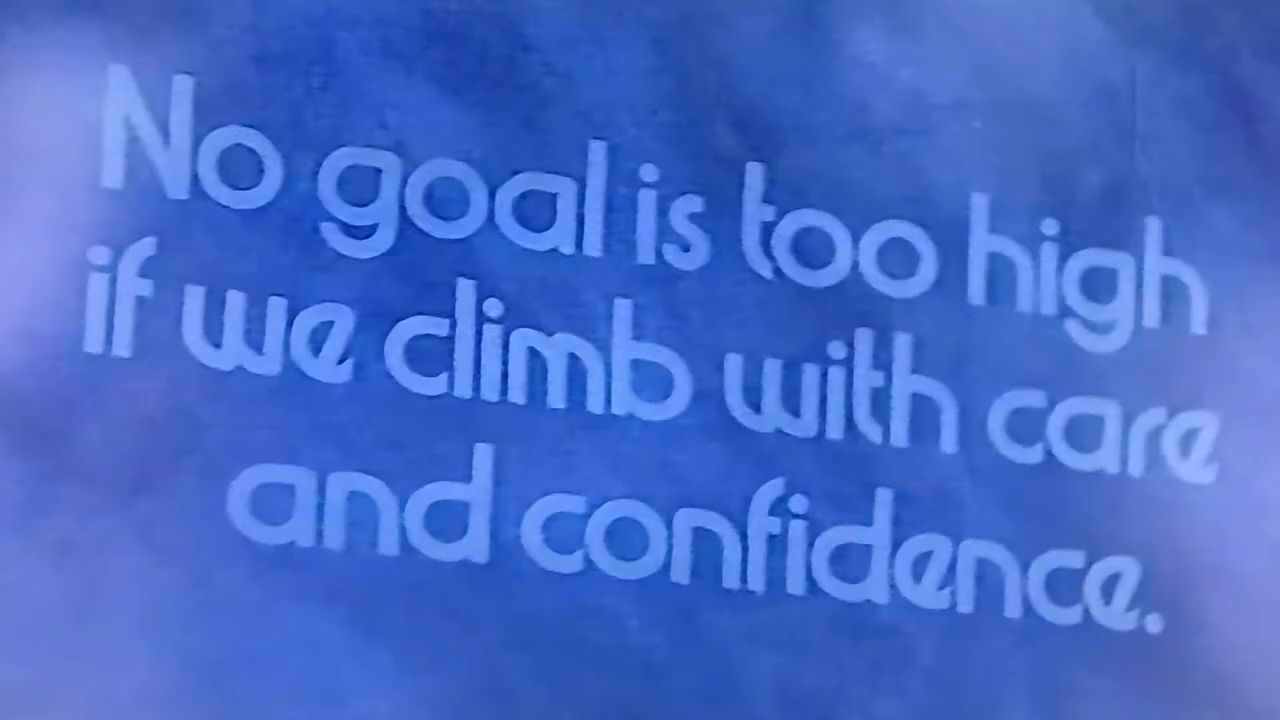 No goal is too high
if we climb with care
and confidence.